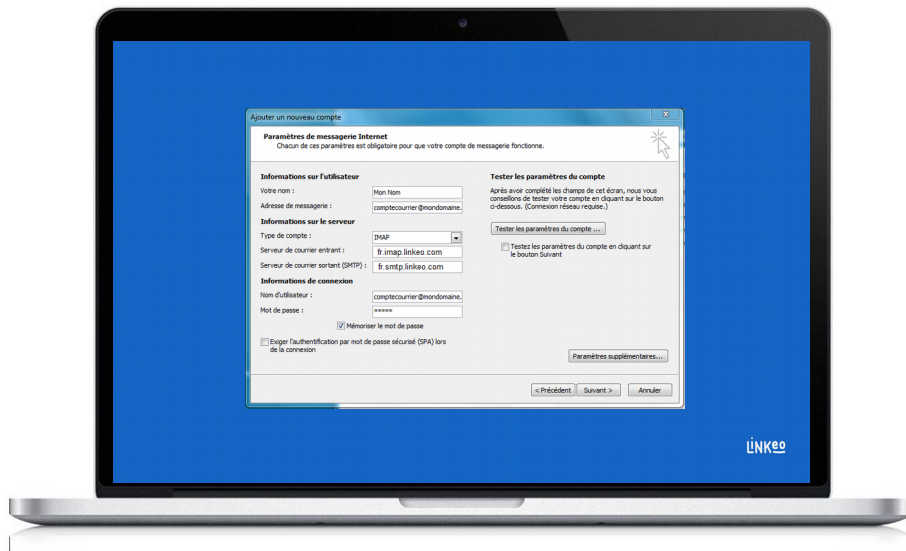 Ajouter un nouveau compte
x
Paramètres de messagerie Internet
Chacun de ces paramètres est obligatoire pour que votre compte de messagerie fonctionne.
Informations sur l'utilisateur
Votre nom :
Mon Nom
Adresse de messagerie :
comptecourrier@mondomaine.
Informations sur le serveur
Type de compte :
IMAP
Serveur de courrier entrant :
fr.imap.linkeo.com
Serveur de courrier sortant (SMTP) :
fr.smtp.linkeo.com
Informations de connexion
Nom d'utilisateur :
comptecourrier@mondomaine.
Mot de passe :
*****
Mémoriser le mot de passe
Exiger l'authentification par mot de passe sécurisé (SPA) lors
de la connexion
Tester les paramètres du compte
Après avoir complété les champs de cet écran, nous vous
conseillons de tester votre compte en cliquant sur le bouton
ci-dessous. (Connexion réseau requise.)
Tester les paramètres du compte ...
Testez les paramètres du compte en cliquant sur
le bouton Suivant
Paramètres supplémentaires...
< Précédent
Suivant >
Annuler
LINKEO